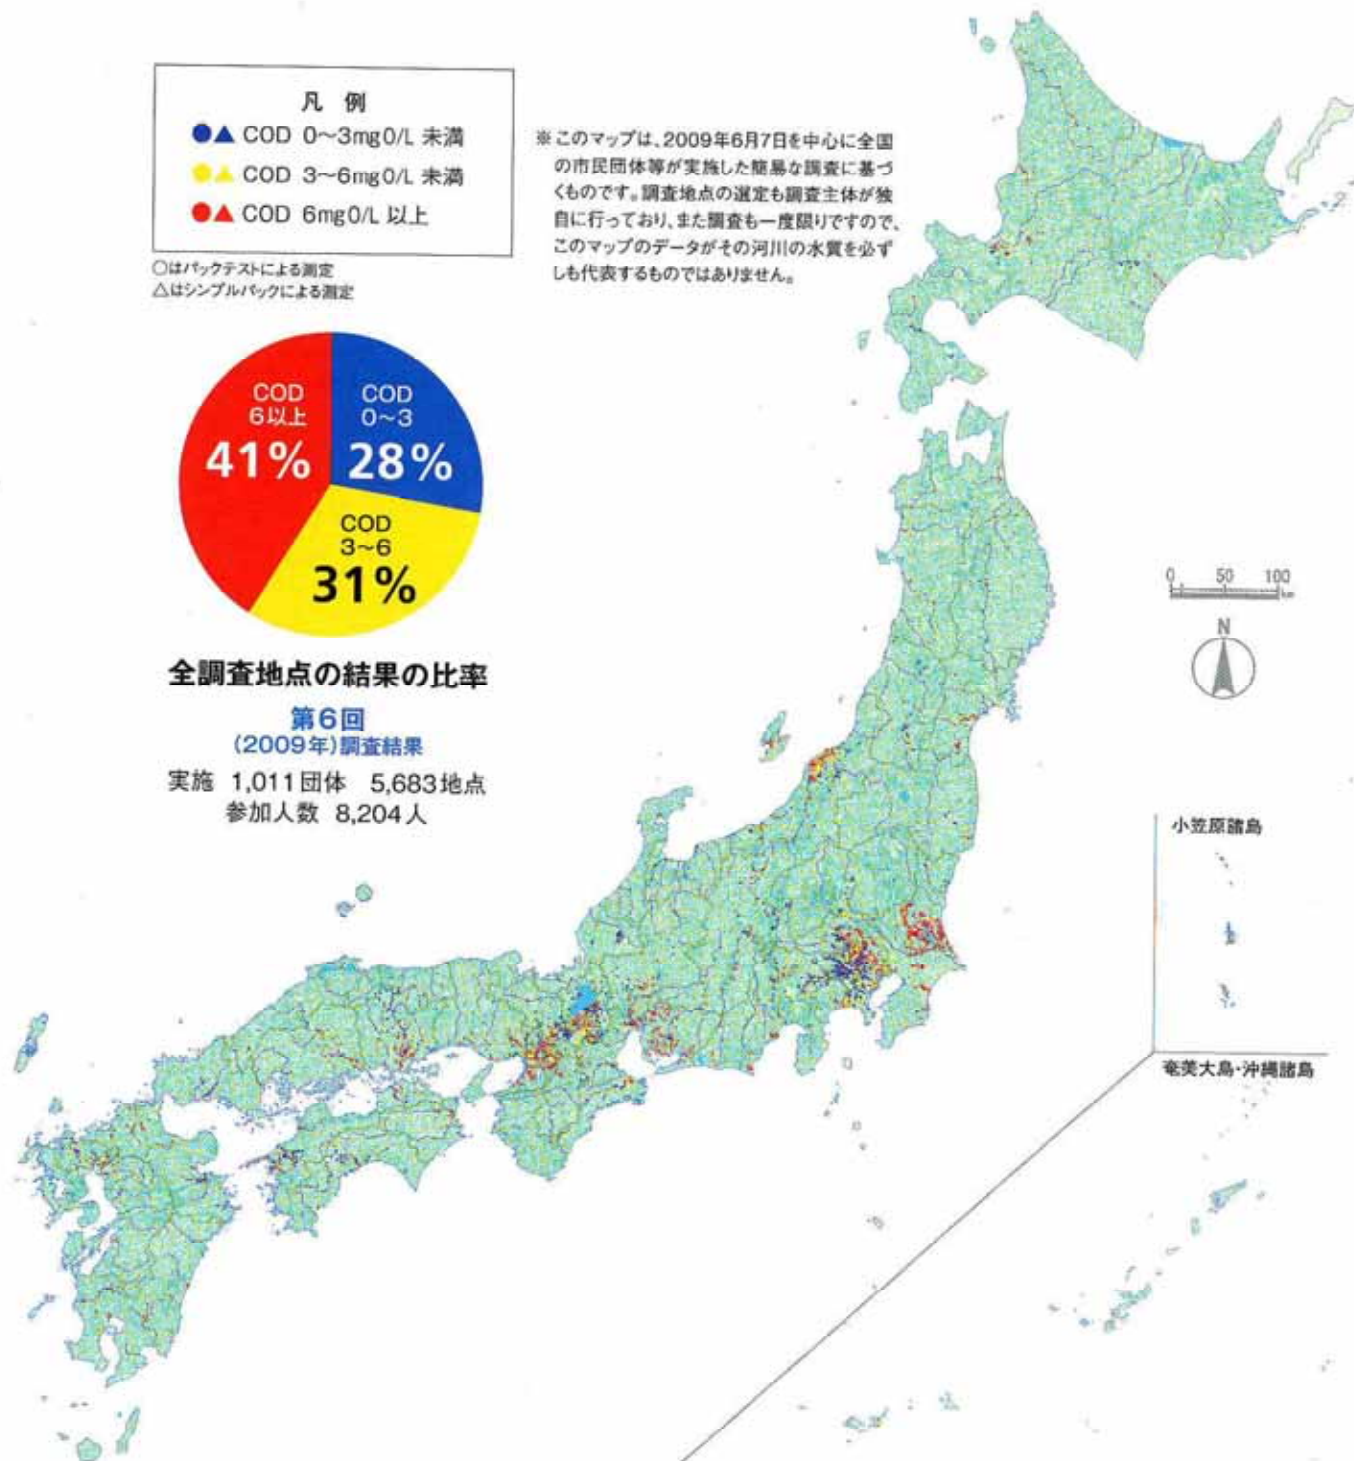 凡 例
●▲ COD 0～3mgO/L 未満
●▲ COD 3～6mgO/L 未満
●▲ COD 6mgO/L 以上
○はパックテストによる測定
△はシンプルパックによる測定
※このマップは、2009年6月7日を中心に全国
の市民団体等が実施した簡易な調査に基づ
くものです。調査地点の選定も調査主体が独
自に行っており、また調査も一度限りですので、
このマップのデータがその河川の水質を必ず
しも代表するものではありません。
COD
6以上
41%
COD
0～3
28%
COD
3～6
31%
全調査地点の結果の比率
第6回
(2009年)調査結果
実施 1,011団体 5,683地点
参加人数 8,204人
0 50 100
km
N
小笠原諸島
奄美大島・沖縄諸島